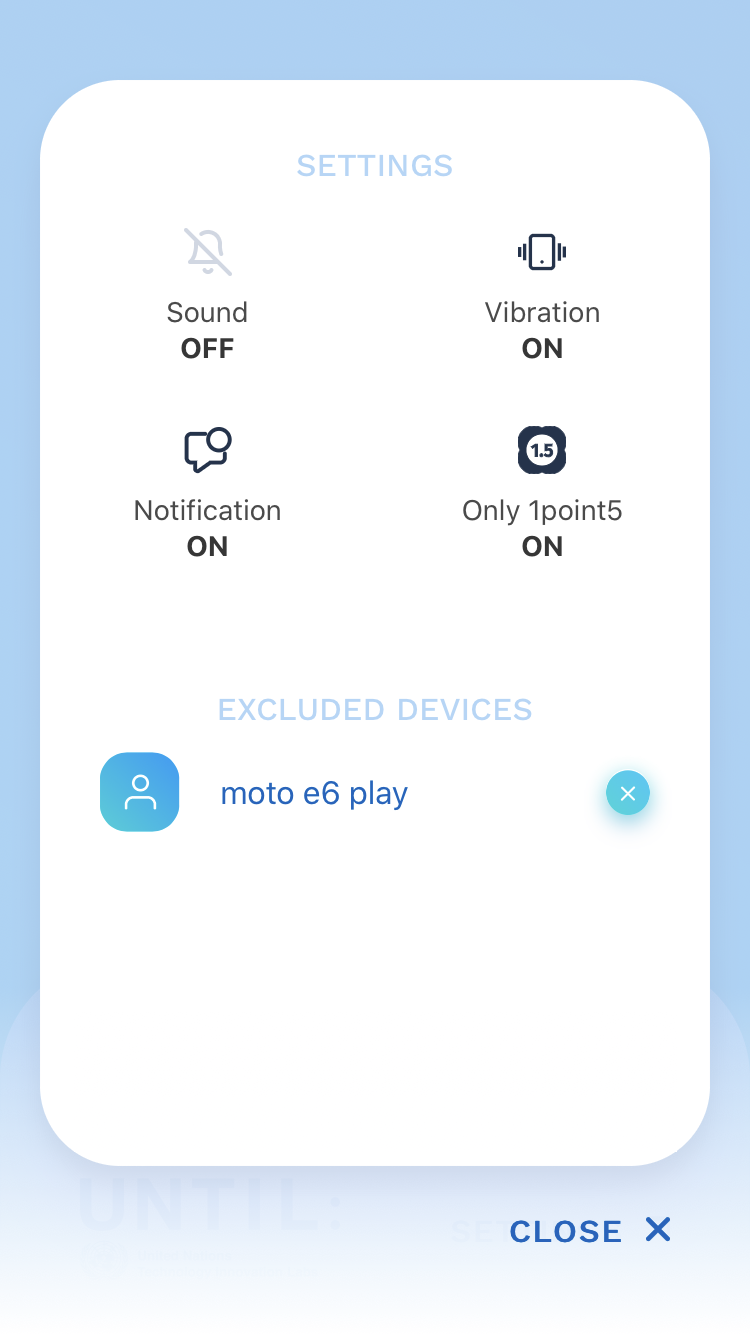 SETTINGS
Sound
OFF
Vibration
ON
1.5
Notification
ON
Only 1point5
ON
EXCLUDED DEVICES
moto e6 play
UNTIL:
CLOSE